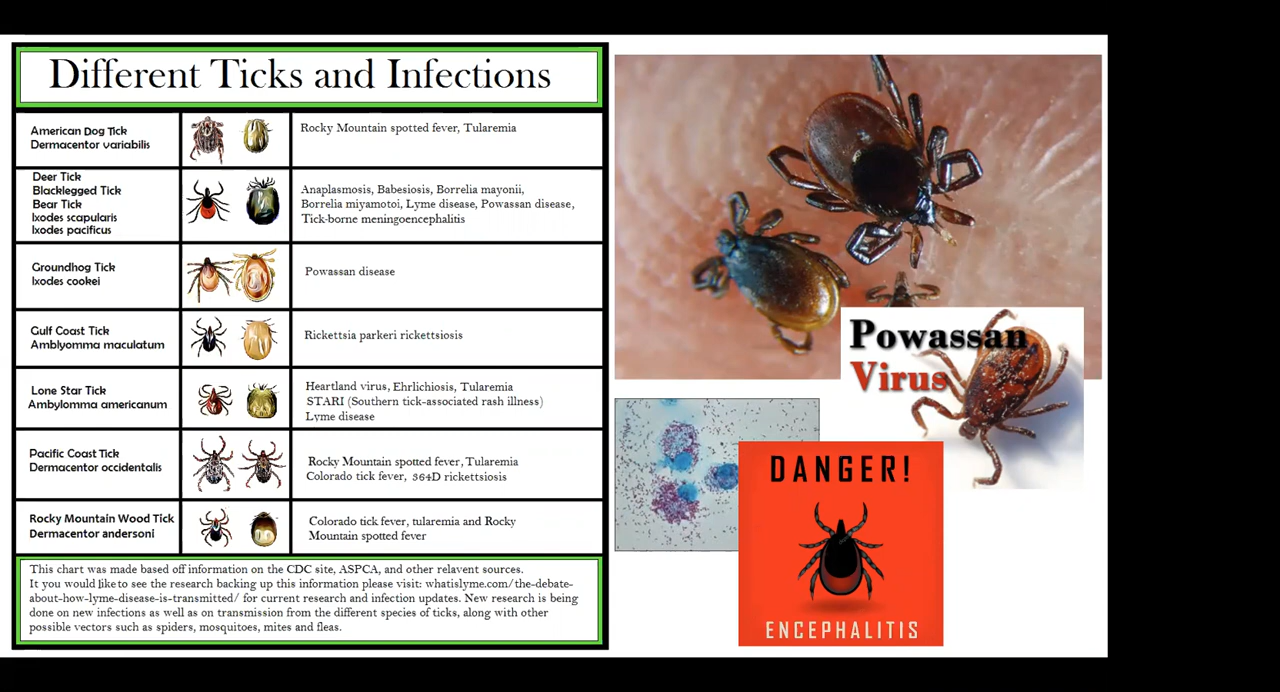 Different Ticks and Infections
American Dog Tick
Dermacentor variabilis
Rocky Mountain spotted fever, Tularemia
Deer Tick
Blacklegged Tick
Bear Tick
Ixodes scapularis
Ixodes pacificus
Anaplasmosis, Babesiosis, Borrelia mayonii,
Borrelia miyamotoi, Lyme disease, Powassan disease,
Tick-borne meningoencephalitis
Groundhog Tick
Ixodes cookei
Powassan disease
Gulf Coast Tick
Amblyomma maculatum
Rickettsia parkeri rickettsiosis
Lone Star Tick
Ambylomma americanum
Heartland virus, Ehrlichiosis, Tularemia
STARI (Southern tick-associated rash illness)
Lyme disease
Pacific Coast Tick
Dermacentor occidentalis
Rocky Mountain spotted fever, Tularemia
Colorado tick fever, 364D rickettsiosis
Rocky Mountain Wood Tick
Dermacentor andersoni
Colorado tick fever, tularemia and Rocky
Mountain spotted fever
This chart was made based off information on the CDC site, ASPCA, and other relavent sources.
It you would like to see the research backing up this information please visit: whatislyme.com/the-debate-
about-how-lyme-disease-is-transmitted/ for current research and infection updates. New research is being
done on new infections as well as on transmission from the different species of ticks, along with other
possible vectors such as spiders, mosquitoes, mites and fleas.
Powassan
Virus
DANGER!
ENCEPHALITIS